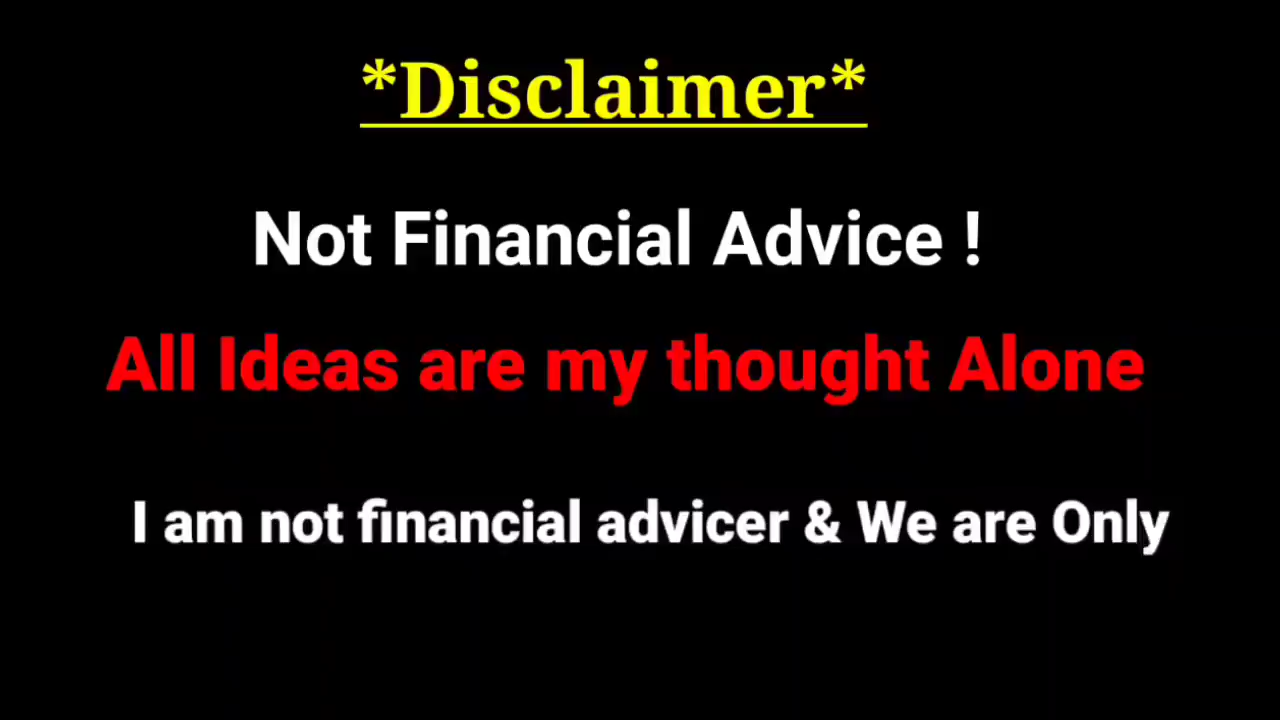 *Disclaimer*
Not Financial Advice !
All Ideas are my thought Alone
I am not financial advicer & We are Only